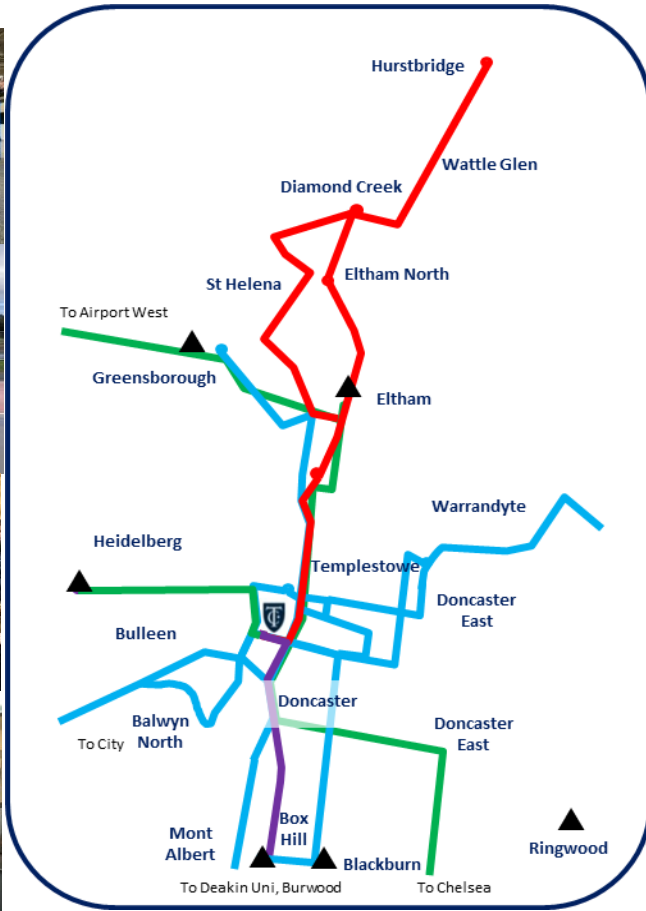 Hurstbridge
Wattle Glen
Diamond Creek
Eltham North
St Helena
To Airport West
Greensborough
Eltham
Warrandyte
Heidelberg
Templestowe
Doncaster
East
Bulleen
Doncaster
Balwyn
North
To City
Doncaster
East
Mont
Albert
Box
Hill
Blackburn
Ringwood
To Deakin Uni, Burwood
To Chelsea